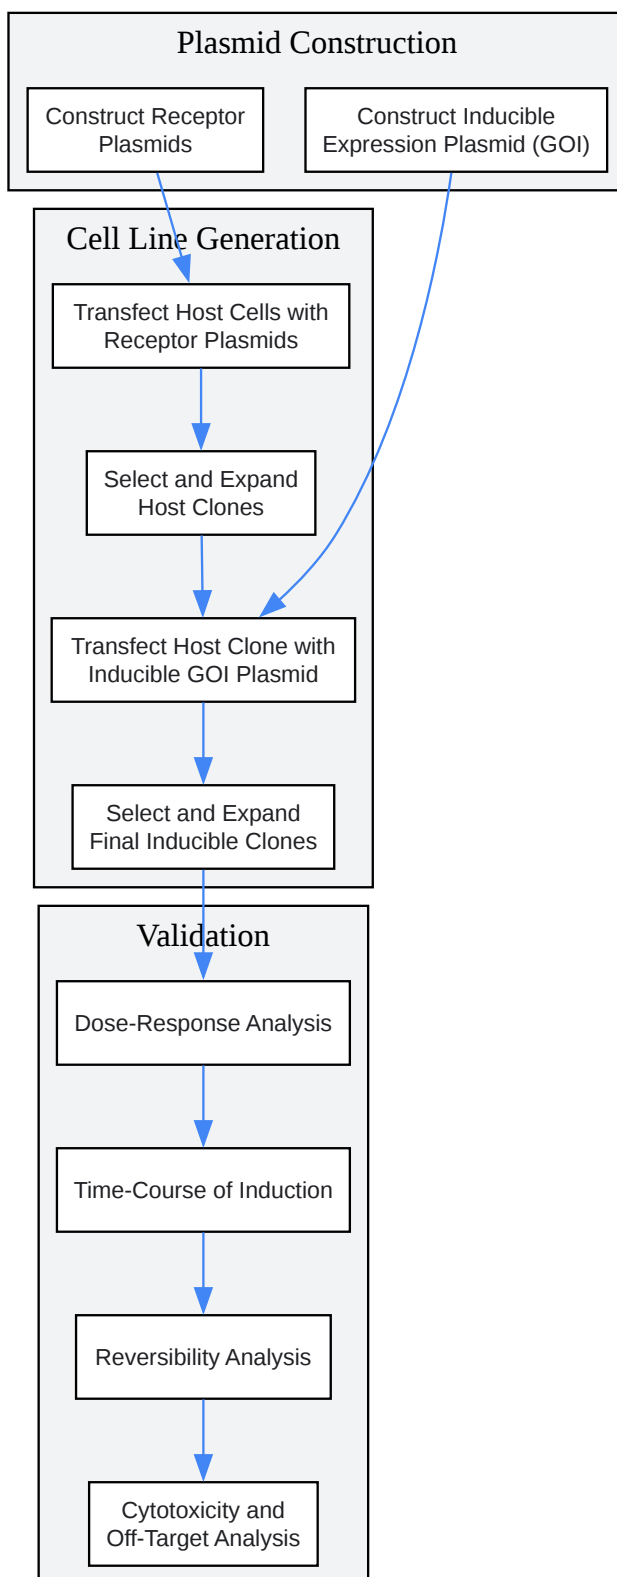 Plasmid Construction
Construct Receptor
Plasmids
Construct Inducible
Expression Plasmid (GOI)
Cell Line Generation
Transfect Host Cells with
Receptor Plasmids
Select and Expand
Host Clones
Transfect Host Clone with
Inducible GOI Plasmid
Select and Expand
Final Inducible Clones
Validation
Dose-Response Analysis
Time-Course of Induction
Reversibility Analysis
Cytotoxicity and
Off-Target Analysis